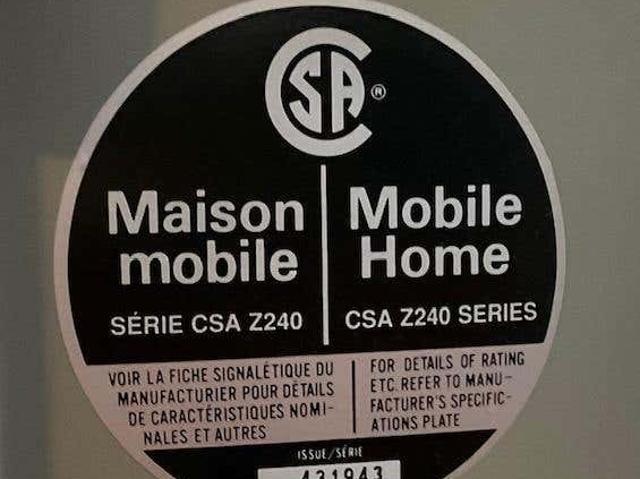 CSA®
Maison
mobile
SÉRIE CSA Z240
Mobile
Home
CSA Z240 SERIES
VOIR LA FICHE SIGNALÉTIQUE DU
MANUFACTURIER POUR DÉTAILS
DE CARACTÉRISTIQUES NOMI-
NALES ET AUTRES
FOR DETAILS OF RATING
ETC. REFER TO MANU-
FACTURER'S SPECIFIC-
ATIONS PLATE
ISSUE/SÉRIE
431943